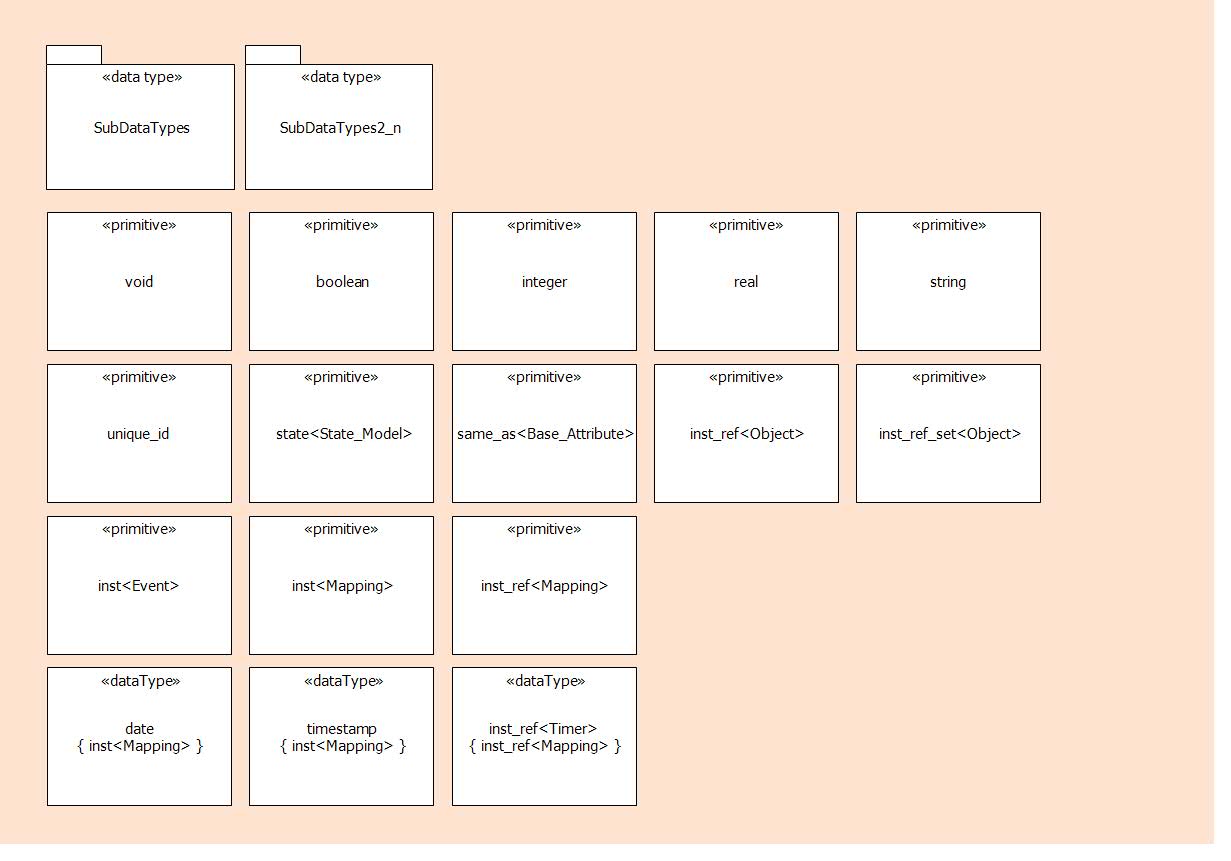 «data type»
SubDataTypes
«data type»
SubDataTypes2_n
«primitive»
void
«primitive»
boolean
«primitive»
integer
«primitive»
real
«primitive»
string
«primitive»
unique_id
«primitive»
state<State_Model>
«primitive»
same_as<Base_Attribute>
«primitive»
inst_ref<Object>
«primitive»
inst_ref_set<Object>
«primitive»
inst<Event>
«primitive»
inst<Mapping>
«primitive»
inst_ref<Mapping>
«dataType»
date
{ inst<Mapping> }
«dataType»
timestamp
{ inst<Mapping> }
«dataType»
inst_ref<Timer>
{ inst_ref<Mapping> }